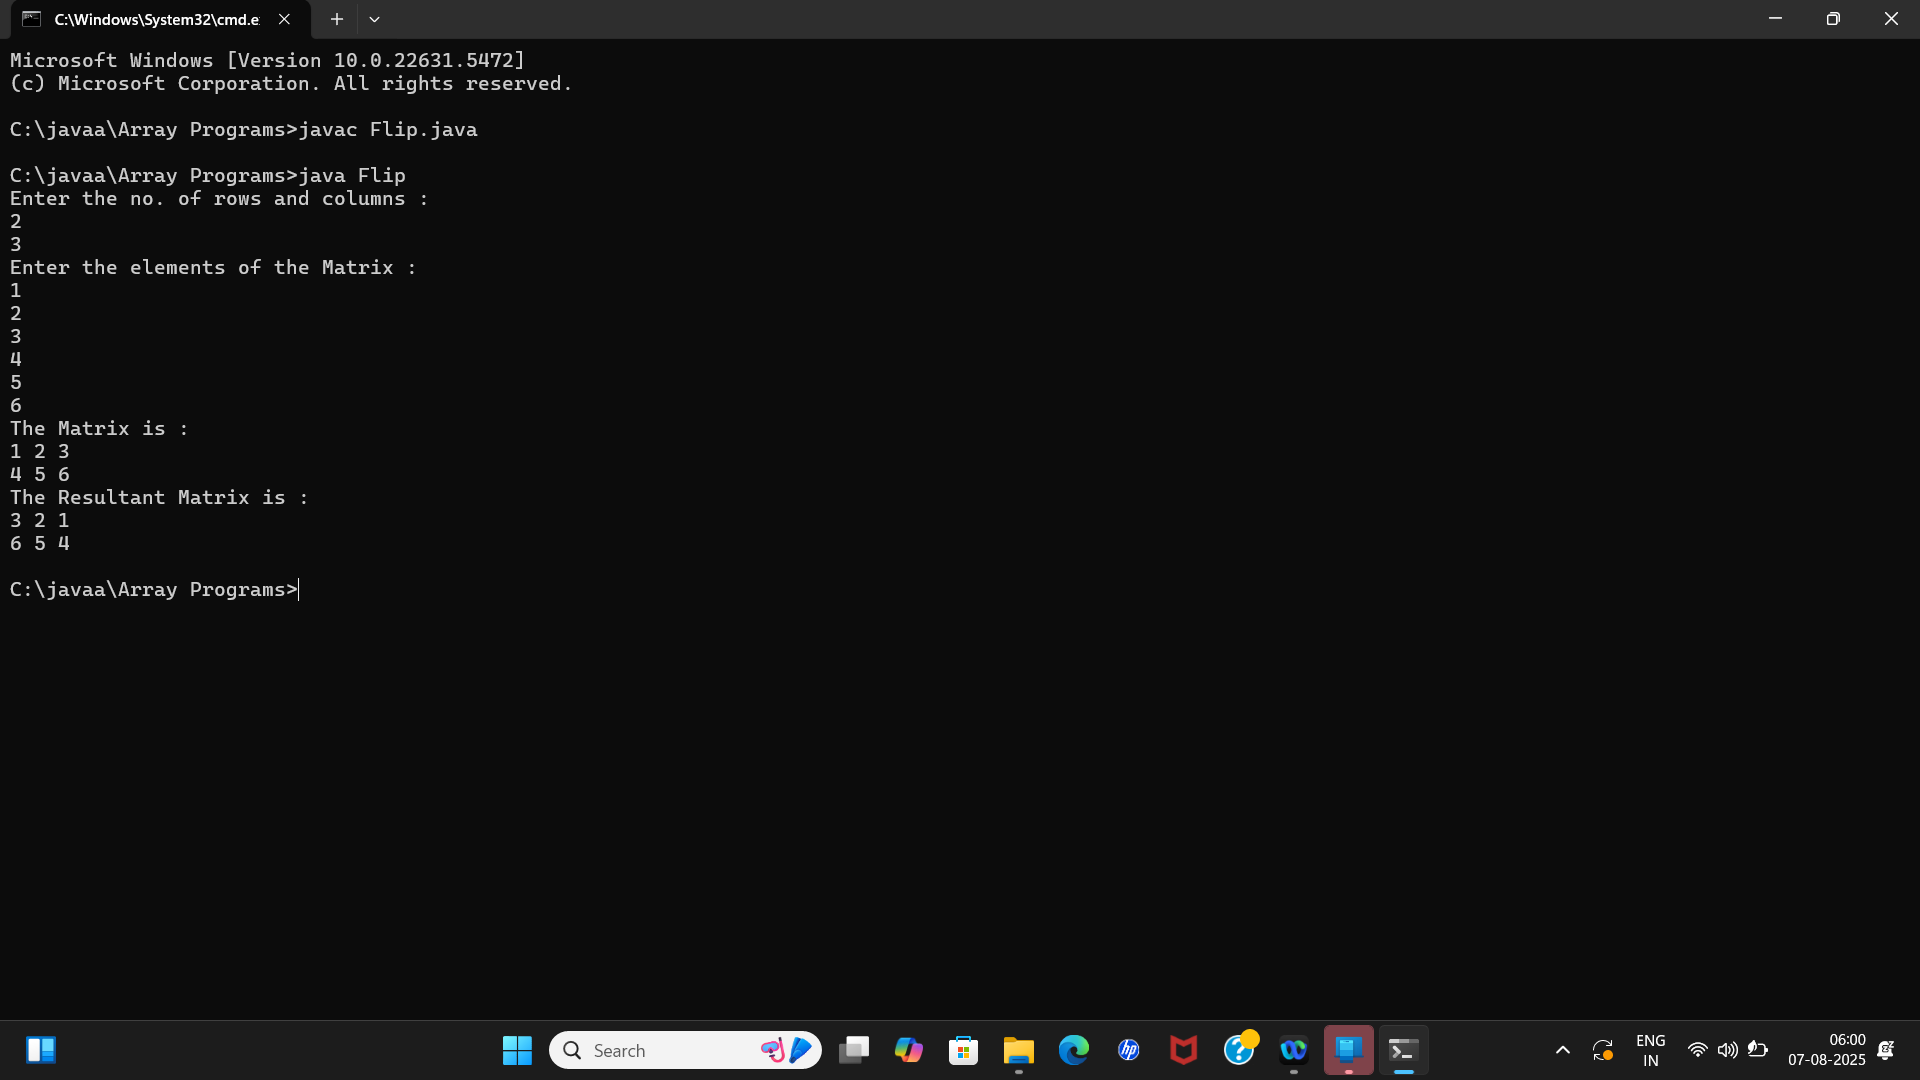 C:\Windows\System32\cmd.e
Microsoft Windows [Version 10.0.22631.5472]
(c) Microsoft Corporation. All rights reserved.
C:\javaa\Array Programs>javac Flip.java
C:\javaa\Array Programs>java Flip
Enter the no. of rows and columns :
2
3
Enter the elements of the Matrix :
1
2
3
4
5
6
The Matrix is :
1 2 3
4 5 6
The Resultant Matrix is :
3 2 1
6 5 4
C:\javaa\Array Programs>
Search
hp
ENG
IN
06:00
07-08-2025